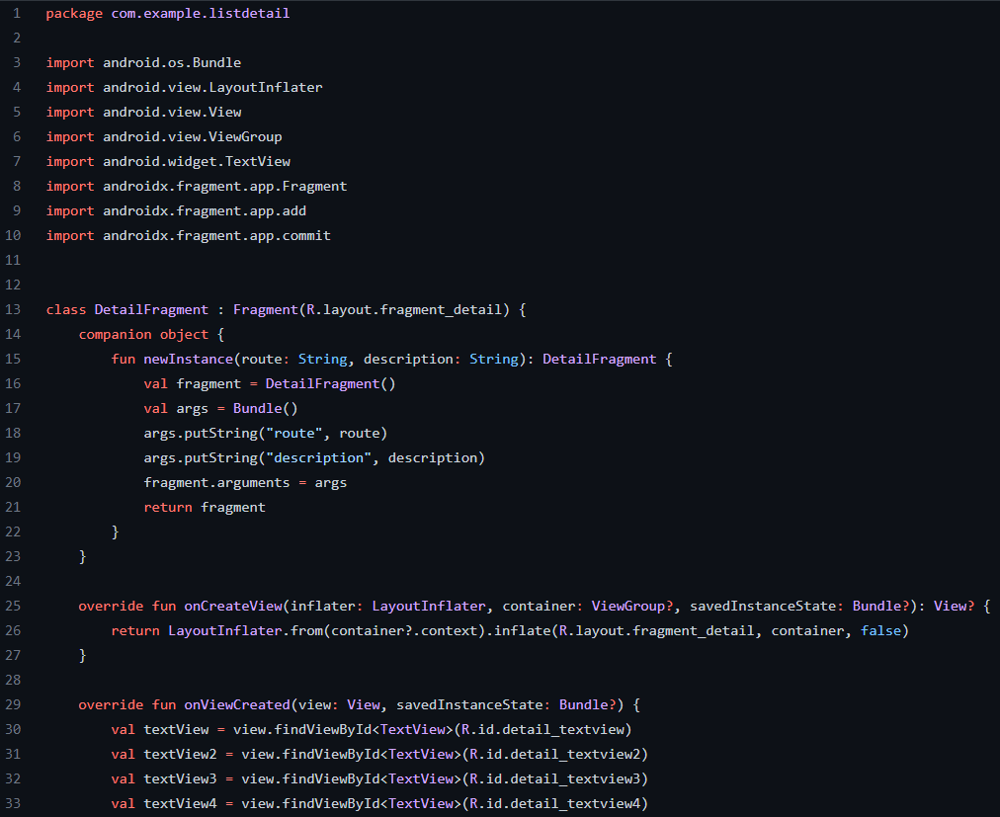 1 package com.example.listdetail
2
3 import android.os.Bundle
4 import android.view.LayoutInflater
5 import android.view.View
6 import android.view.ViewGroup
7 import android.widget.TextView
8 import androidx.fragment.app.Fragment
9 import androidx.fragment.app.add
10 import androidx.fragment.app.commit
11
12
13 class DetailFragment : Fragment(R.layout.fragment_detail) {
14     companion object {
15         fun newInstance(route: String, description: String): DetailFragment {
16             val fragment = DetailFragment()
17             val args = Bundle()
18             args.putString("route", route)
19             args.putString("description", description)
20             fragment.arguments = args
21             return fragment
22         }
23     }
24
25     override fun onCreateView(inflater: LayoutInflater, container: ViewGroup?, savedInstanceState: Bundle?): View? {
26         return LayoutInflater.from(container?.context).inflate(R.layout.fragment_detail, container, false)
27     }
28
29     override fun onViewCreated(view: View, savedInstanceState: Bundle?) {
30         val textView = view.findViewById<TextView>(R.id.detail_textview)
31         val textView2 = view.findViewById<TextView>(R.id.detail_textview2)
32         val textView3 = view.findViewById<TextView>(R.id.detail_textview3)
33         val textView4 = view.findViewById<TextView>(R.id.detail_textview4)